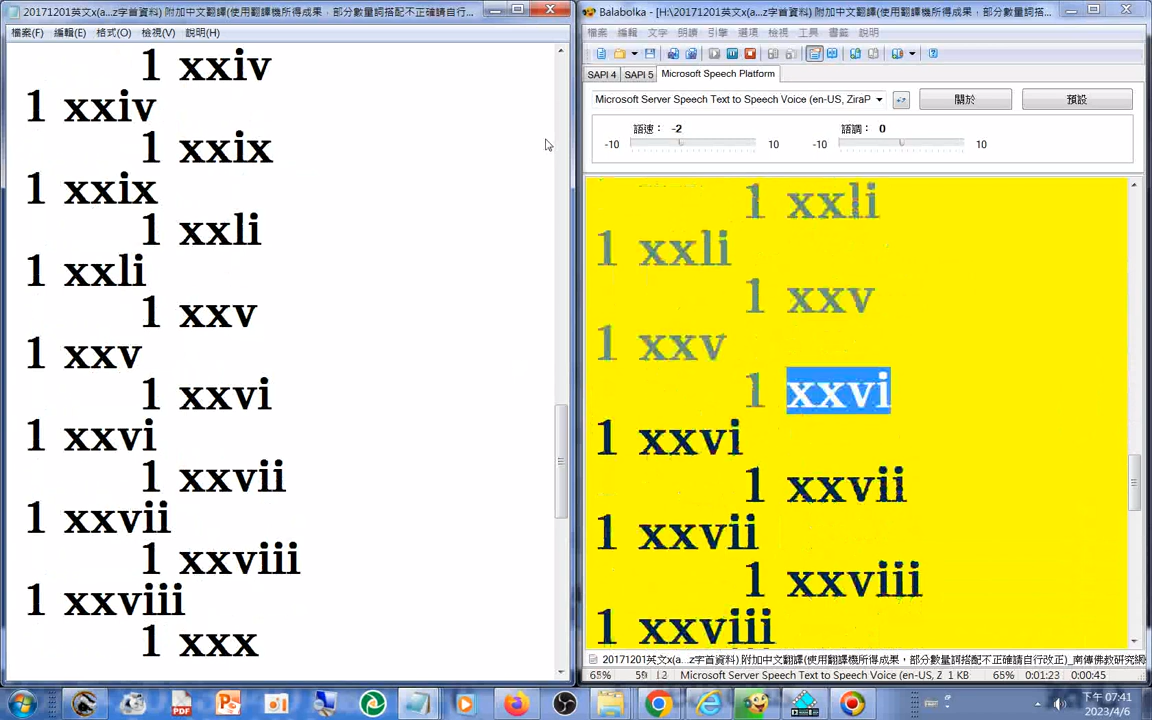 20171201英文x(a...z字首資料) 附加中文翻譯(使用翻譯機所得成果，部分數量詞搭配不正確請自行...
檔案(F) 編輯(E) 格式(O) 檢視(V) 說明(H)
1 xxiv
1 xxiv
1 xxix
1 xxix
1 xxli
1 xxli
1 xxv
1 xxv
1 xxvi
1 xxvi
1 xxvii
1 xxvii
1 xxviii
1 xxviii
1 xxx
Balabolka - [H:\20171201英文x(a...z字首資料) 附加中文翻譯(使用翻譯機所得成果，部分數量詞搭配不正確...
檔案 編輯 文字 朗讀 引擎 選項 檢視 工具 書籤 說明
SAPI 4 SAPI 5 Microsoft Speech Platform
Microsoft Server Speech Text to Speech Voice (en-US, ZiraP 關於 預設
語速： -2 語調： 0
-10 10 -10 10
1 xxli
1 xxli
1 xxv
1 xxv
1 xxvi
1 xxvi
1 xxvii
1 xxvii
1 xxviii
1 xxviii
20171201英文x(a...z字首資料) 附加中文翻譯(使用翻譯機所得成果，部分數量詞搭配不正確請自行改正)_南傳佛教研究網
65% Microsoft Speech Platform 1 KB 66% 0:01:23 0:00:45
PDF
下午 07:41
2023/4/6